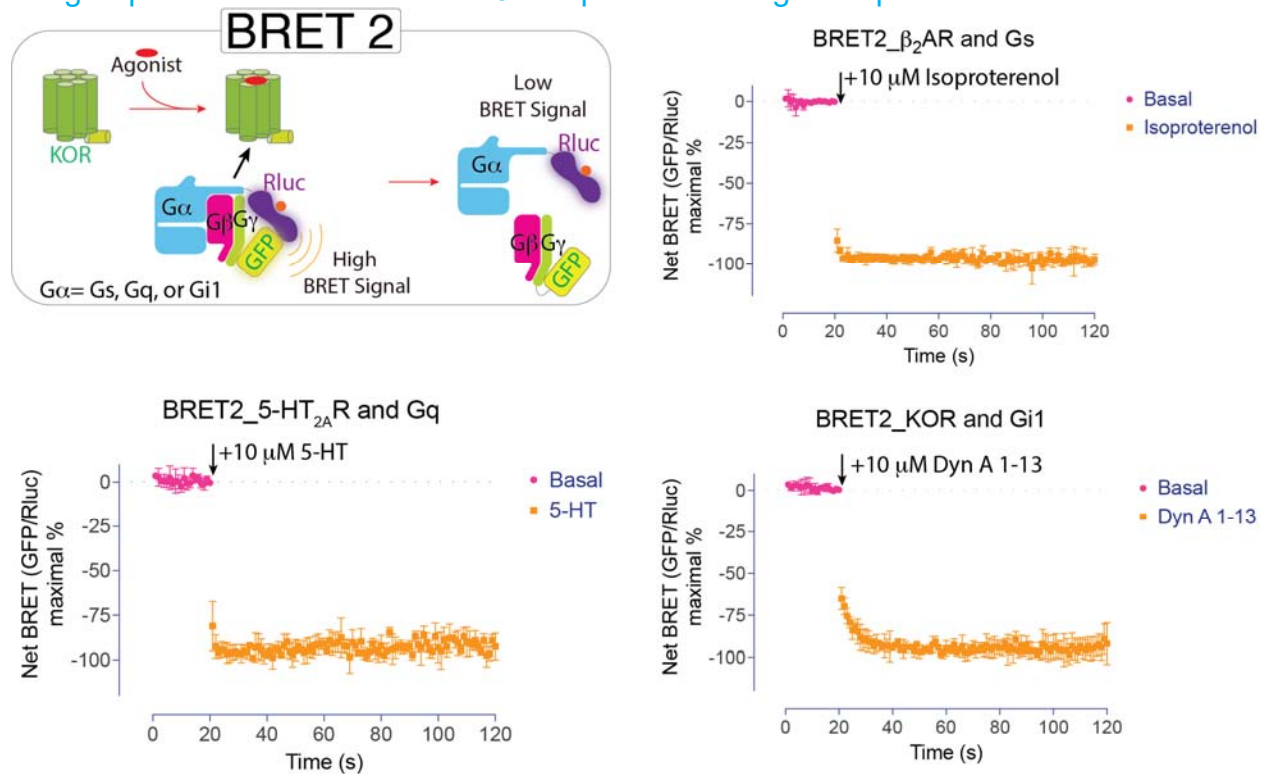 BRET 2
Agonist
KOR
Gα
Gβ
Gγ
Rluc
GFP
High
BRET Signal
Gα= Gs, Gq, or Gi1
Low
BRET Signal
Rluc
Gα
Gβ
Gγ
GFP
BRET2_β₂AR and Gs
+10 μM Isoproterenol
Basal
Isoproterenol
Net BRET (GFP/Rluc)
maximal %
0
-25
-50
-75
-100
0 20 40 60 80 100 120
Time (s)
BRET2_5-HT₂ₐR and Gq
+10 μM 5-HT
Basal
5-HT
Net BRET (GFP/Rluc)
maximal %
0
-25
-50
-75
-100
0 20 40 60 80 100 120
Time (s)
BRET2_KOR and Gi1
+10 μM Dyn A 1-13
Basal
Dyn A 1-13
Net BRET (GFP/Rluc)
maximal %
0
-25
-50
-75
-100
0 20 40 60 80 100 120
Time (s)